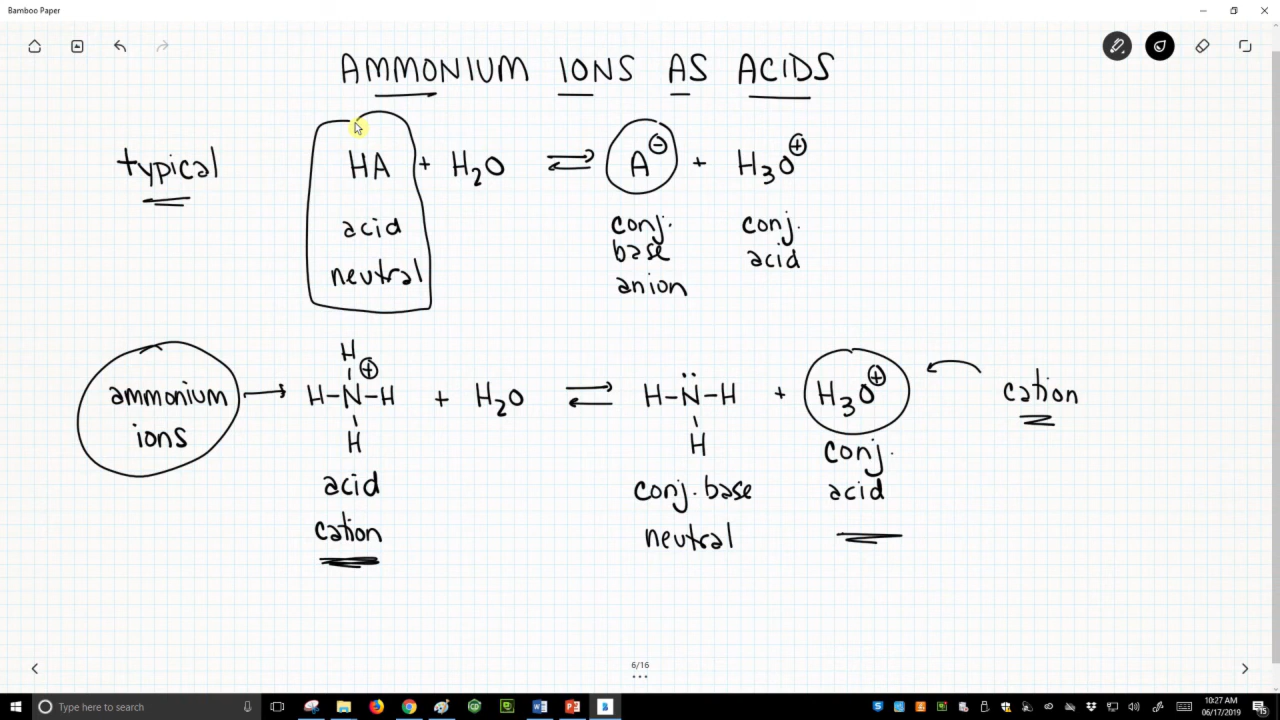 Bamboo Paper
AMMONIUM IONS AS ACIDS
typical HA + H₂O ⇌ A⊖ + H₃O⊕
acid conj. conj.
neutral base acid
anion
H ⊕
ammonium → H-N-H + H₂O ⇌ H-N̈-H + H₃O⊕ cation
ions H H conj.
acid conj. base acid
cation neutral
6/16
Type here to search
10:27 AM
06/17/2019
15